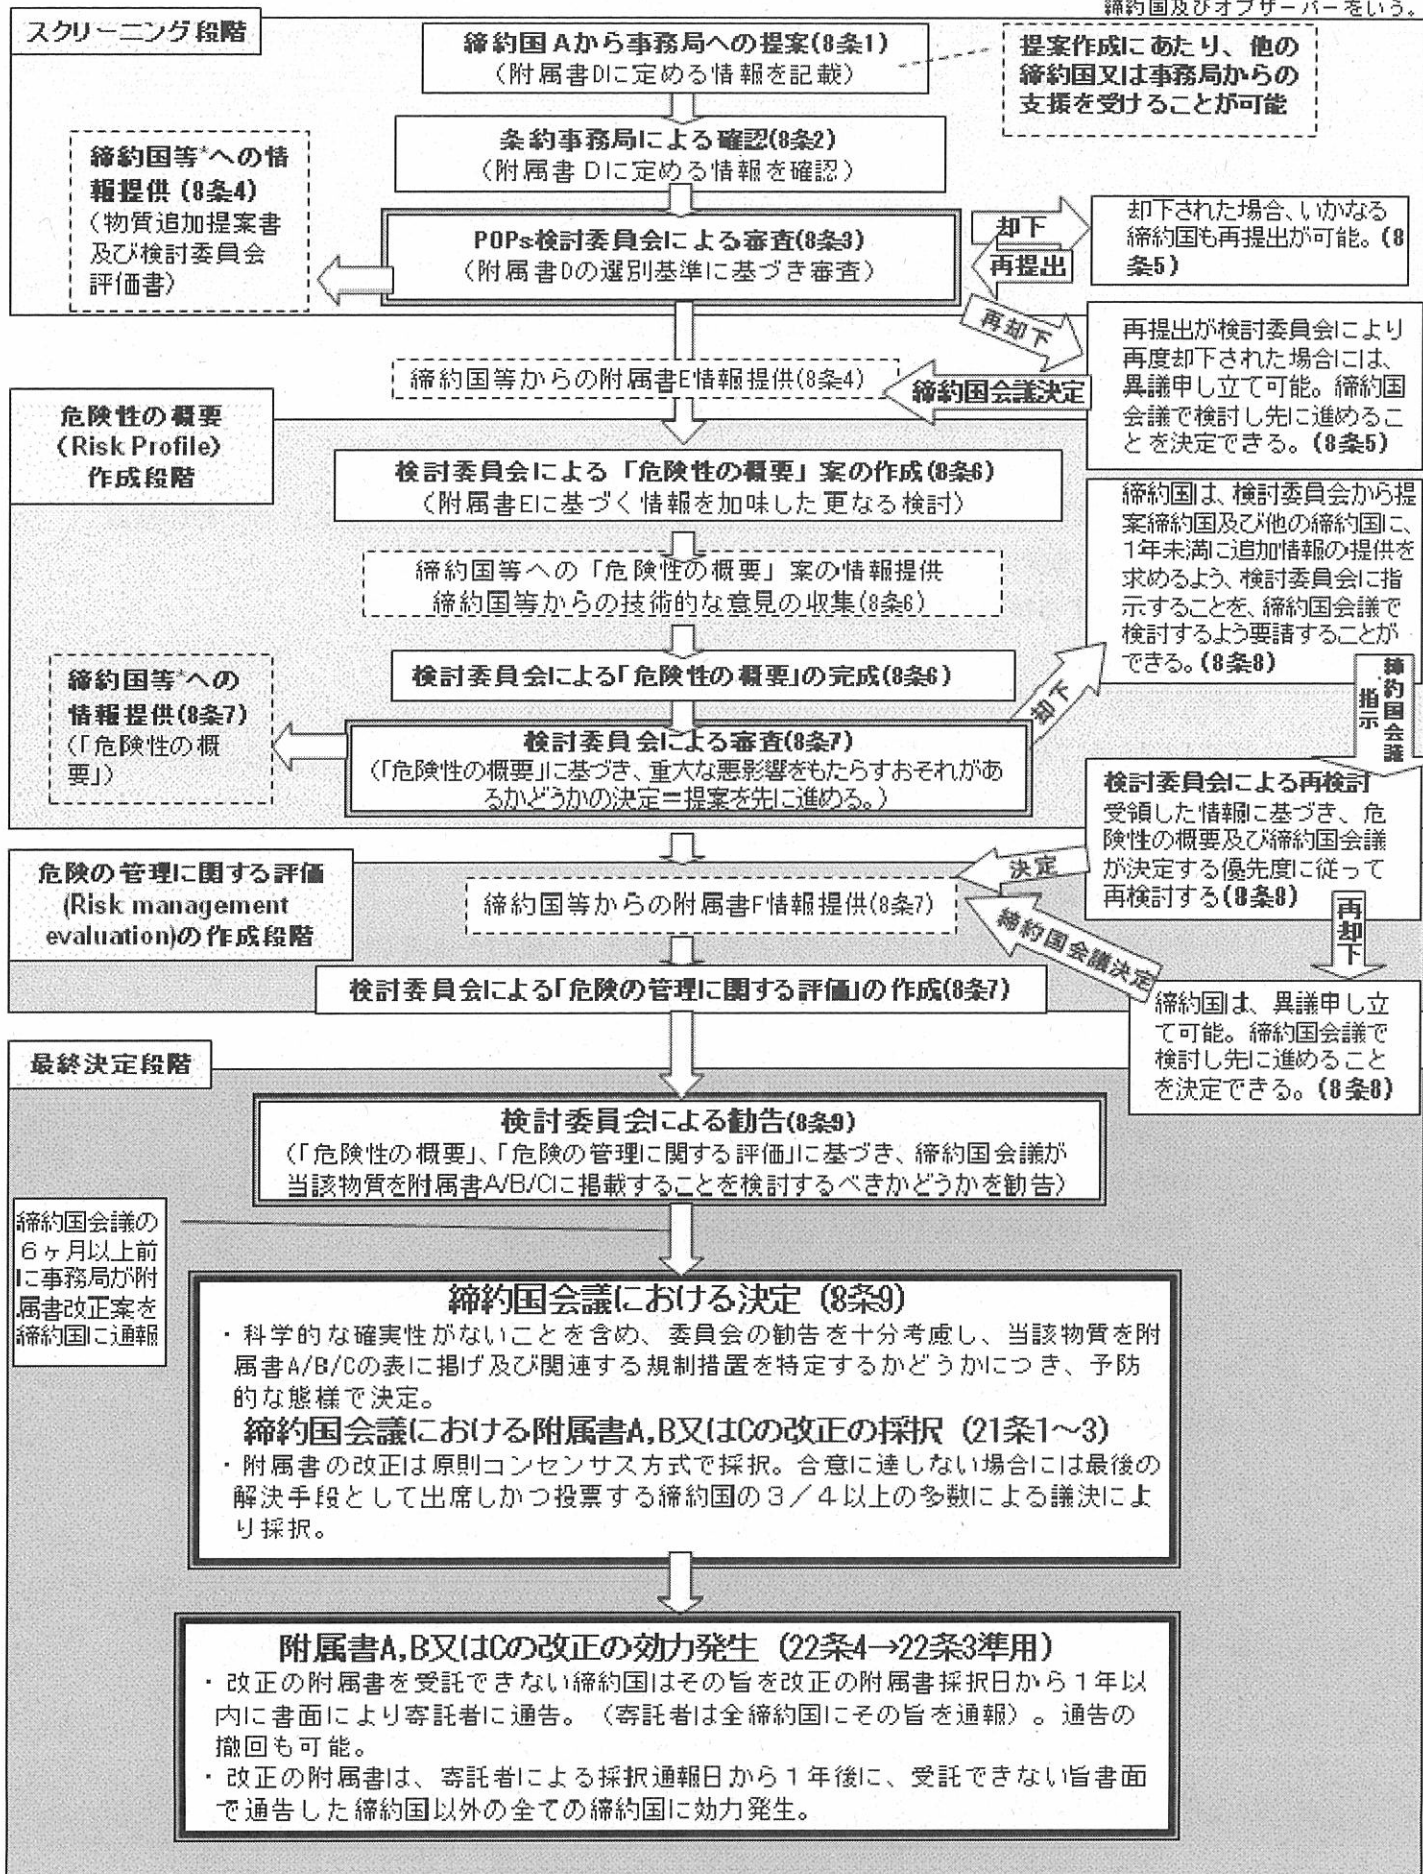 締約国及びオブザーバーをいう。
スクリーニング段階
締約国Aから事務局への提案(8条1)
(附属書Dに定める情報を記載)
提案作成にあたり、他の
締約国又は事務局からの
支援を受けることが可能
条約事務局による確認(8条2)
(附属書Dに定める情報を確認)
締約国等*への情
報提供(8条4)
(物質追加提案書
及び検討委員会
評価書)
POPs検討委員会による審査(8条3)
(附属書Dの選別基準に基づき審査)
却下
再提出
却下された場合、いかなる
締約国も再提出が可能。(8
条5)
再却下
再提出が検討委員会により
再度却下された場合には、
異議申し立て可能。締約国
会議で検討し先に進めるこ
とを決定できる。(8条5)
締約国等からの附属書E情報提供(8条4)
締約国会議決定
危険性の概要
(Risk Profile)
作成段階
検討委員会による「危険性の概要」案の作成(8条6)
(附属書Eに基づく情報を加味した更なる検討)
締約国等への「危険性の概要」案の情報提供
締約国等からの技術的な意見の収集(8条6)
締約国は、検討委員会から提
案締約国及び他の締約国に、
1年未満に追加情報の提供を
求めるよう、検討委員会に指
示することを、締約国会議で
検討するよう要請することが
できる。(8条8)
検討委員会による「危険性の概要」の完成(8条6)
却下
締約国会議
指示
締約国等*への
情報提供(8条7)
(「危険性の概
要」)
検討委員会による審査(8条7)
(「危険性の概要」に基づき、重大な悪影響をもたらすおそれがあ
るかどうかの決定=提案を先に進める。)
検討委員会による再検討
受領した情報に基づき、危
険性の概要及び締約国会議
が決定する優先度に従って
再検討する(8条8)
決定
危険の管理に関する評価
(Risk management
evaluation)の作成段階
締約国等からの附属書F情報提供(8条7)
締約国会議決定
再却下
検討委員会による「危険の管理に関する評価」の作成(8条7)
締約国は、異議申し立
て可能。締約国会議で
検討し先に進めること
を決定できる。(8条8)
最終決定段階
検討委員会による勧告(8条9)
(「危険性の概要」、「危険の管理に関する評価」に基づき、締約国会議が
当該物質を附属書A/B/Cに掲載することを検討するべきかどうかを勧告)
締約国会議の
6ヶ月以上前
に事務局が附
属書改正案を
締約国に通報
締約国会議における決定(8条9)
・科学的な確実性がないことを含め、委員会の勧告を十分考慮し、当該物質を附
属書A/B/Cの表に掲げ及び関連する規制措置を特定するかどうかにつき、予防
的な態様で決定。
締約国会議における附属書A,B又はCの改正の採択(21条1～3)
・附属書の改正は原則コンセンサス方式で採択。合意に達しない場合には最後の
解決手段として出席しかつ投票する締約国の3/4以上の多数による議決によ
り採択。
附属書A,B又はCの改正の効力発生(22条4→22条3準用)
・改正の附属書を受託できない締約国はその旨を改正の附属書採択日から1年以
内に書面により寄託者に通告。(寄託者は全締約国にその旨を通報)。通告の
撤回も可能。
・改正の附属書は、寄託者による採択通報日から1年後に、受託できない旨書面
で通告した締約国以外の全ての締約国に効力発生。